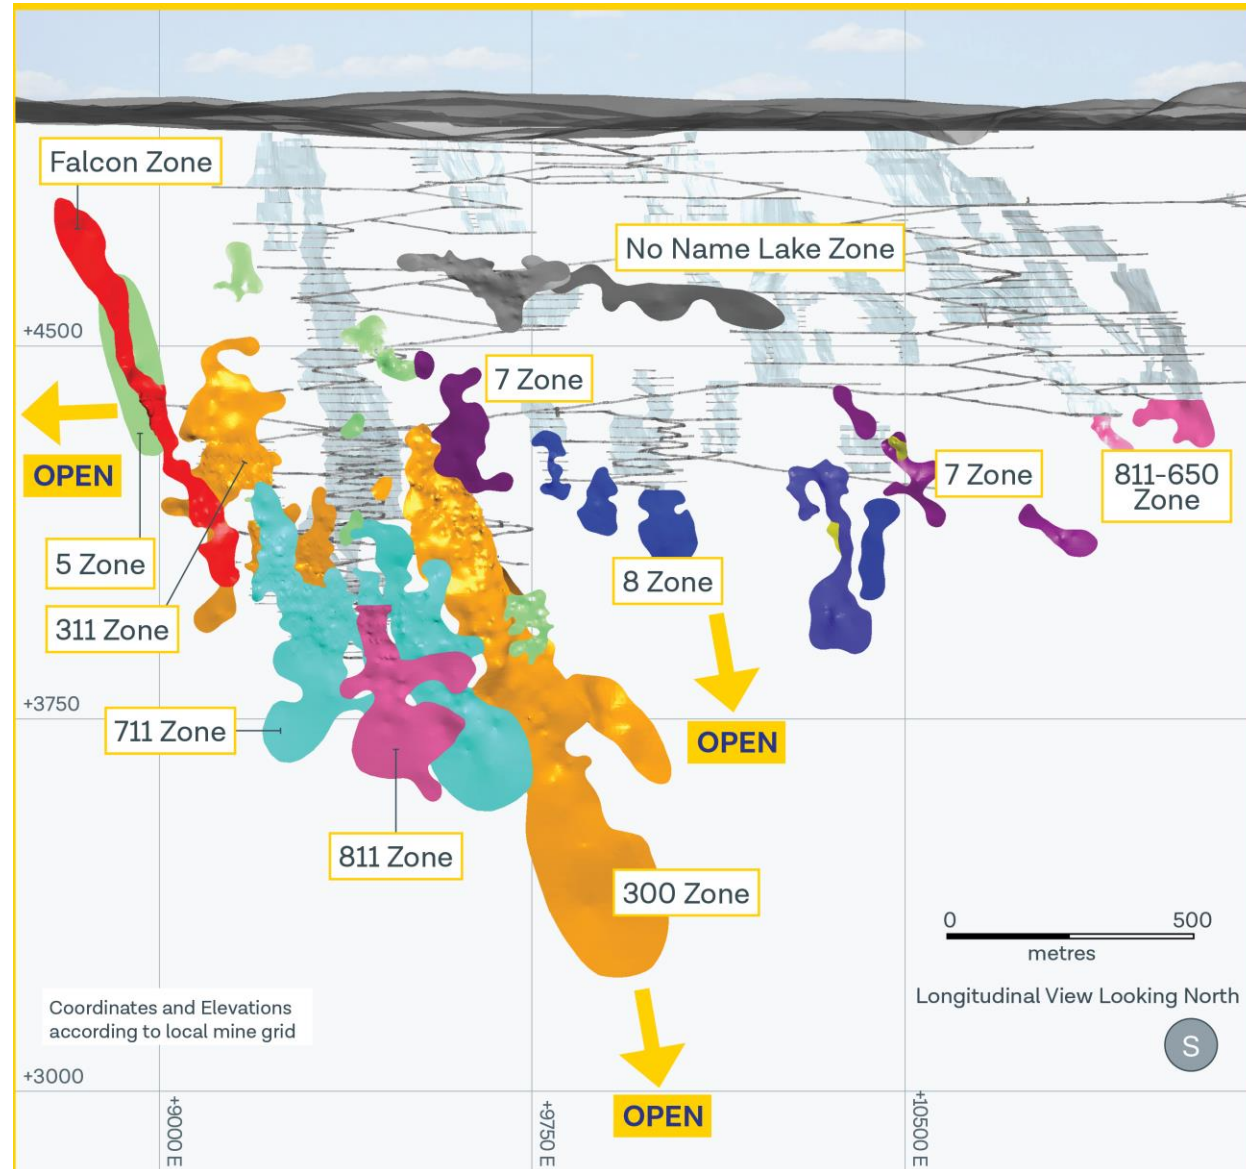 Falcon Zone
No Name Lake Zone
+4500
7 Zone
OPEN
7 Zone
811-650
Zone
5 Zone
8 Zone
311 Zone
+3750
711 Zone
OPEN
811 Zone
300 Zone
0 500
metres
Longitudinal View Looking North
Coordinates and Elevations
according to local mine grid
S
+3000
OPEN
+9000 E
+9750 E
+10500 E